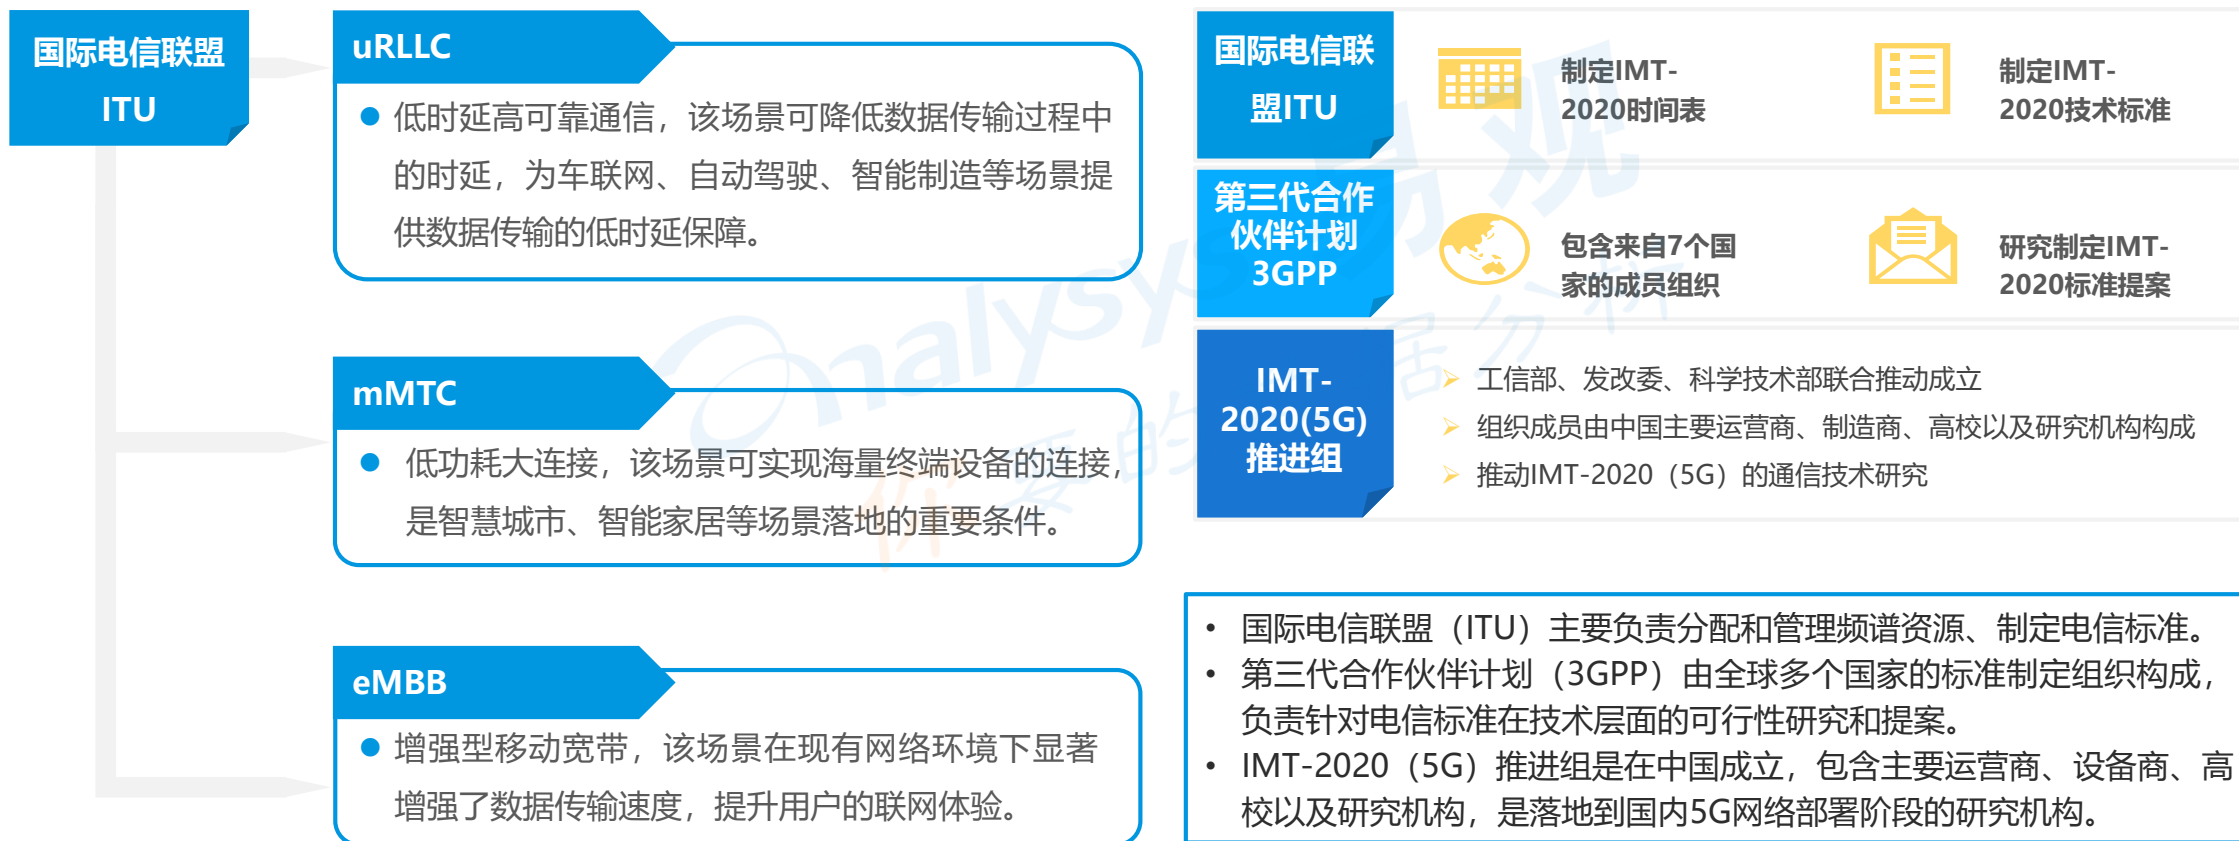 国际电信联盟
ITU
uRLLC
● 低时延高可靠通信，该场景可降低数据传输过程中
的时延，为车联网、自动驾驶、智能制造等场景提
供数据传输的低时延保障。
mMTC
● 低功耗大连接，该场景可实现海量终端设备的连接，
是智慧城市、智能家居等场景落地的重要条件。
eMBB
● 增强型移动宽带，该场景在现有网络环境下显著
增强了数据传输速度，提升用户的联网体验。
国际电信联
盟ITU
制定IMT-
2020时间表
制定IMT-
2020技术标准
第三代合作
伙伴计划
3GPP
包含来自7个国
家的成员组织
研究制定IMT-
2020标准提案
IMT-
2020(5G)
推进组
➢ 工信部、发改委、科学技术部联合推动成立
➢ 组织成员由中国主要运营商、制造商、高校以及研究机构构成
➢ 推动IMT-2020（5G）的通信技术研究
• 国际电信联盟（ITU）主要负责分配和管理频谱资源、制定电信标准。
• 第三代合作伙伴计划（3GPP）由全球多个国家的标准制定组织构成，
负责针对电信标准在技术层面的可行性研究和提案。
• IMT-2020（5G）推进组是在中国成立，包含主要运营商、设备商、高
校以及研究机构，是落地到国内5G网络部署阶段的研究机构。
nalysys 易观
你要的
据分析